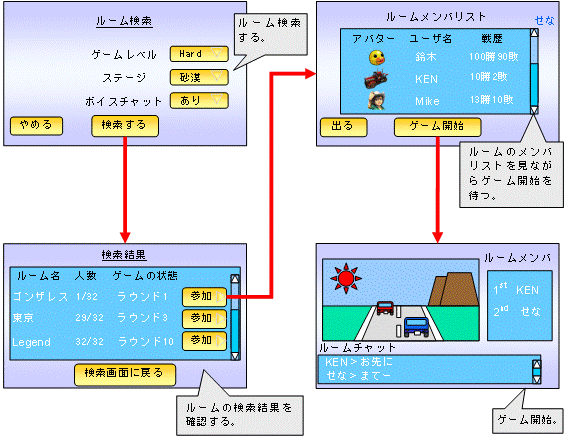 ルーム検索
ゲームレベル Hard
ステージ 砂漠
ボイスチャット あり
やめる 検索する
ルーム検索
する。
ルームメンバリスト
せな
アバター ユーザ名 戦歴
鈴木 100勝90敗
KEN 10勝2敗
Mike 13勝10敗
出る ゲーム開始
ルームのメンバ
リストを見なが
らゲーム開始を
待つ。
検索結果
ルーム名 人数 ゲームの状態
ゴンザレス 1/32 ラウンド1 参加
東京 29/32 ラウンド3 参加
Legend 32/32 ラウンド10 参加
検索画面に戻る
ルームの検索結果を
確認する。
ルームメンバ
1st KEN
2nd せな
ルームチャット
KEN>お先に
せな>まてー
ゲーム開始。